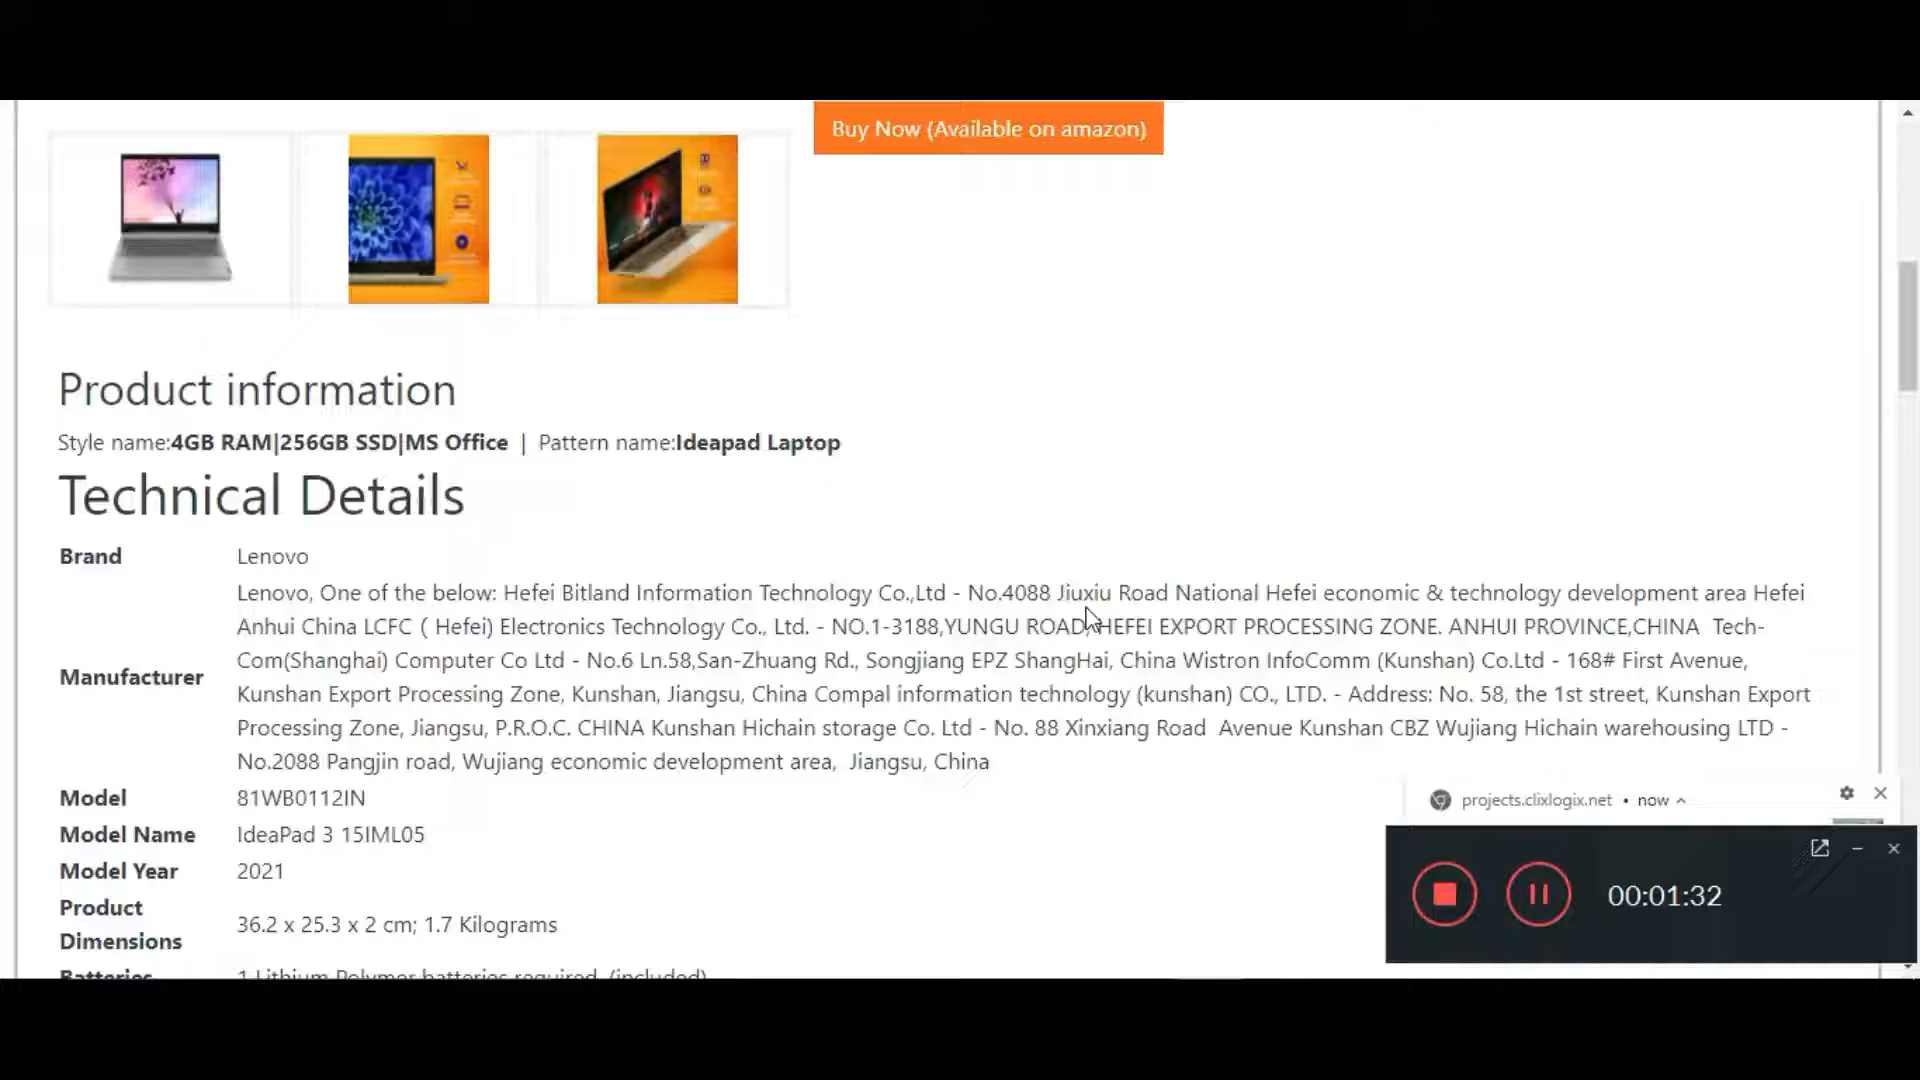 Buy Now (Available on amazon)
Product information
Style name:4GB RAM|256GB SSD|MS Office | Pattern name:Ideapad Laptop
Technical Details
Brand Lenovo
Manufacturer
Lenovo, One of the below: Hefei Bitland Information Technology Co.,Ltd - No.4088 Jiuxiu Road National Hefei economic & technology development area Hefei
Anhui China LCFC ( Hefei) Electronics Technology Co., Ltd. - NO.1-3188,YUNGU ROAD,HEFEI EXPORT PROCESSING ZONE. ANHUI PROVINCE,CHINA Tech-
Com(Shanghai) Computer Co Ltd - No.6 Ln.58,San-Zhuang Rd., Songjiang EPZ ShangHai, China Wistron InfoComm (Kunshan) Co.Ltd - 168# First Avenue,
Kunshan Export Processing Zone, Kunshan, Jiangsu, China Compal information technology (kunshan) CO., LTD. - Address: No. 58, the 1st street, Kunshan Export
Processing Zone, Jiangsu, P.R.O.C. CHINA Kunshan Hichain storage Co. Ltd - No. 88 Xinxiang Road Avenue Kunshan CBZ Wujiang Hichain warehousing LTD -
No.2088 Pangjin road, Wujiang economic development area, Jiangsu, China
Model 81WB0112IN
Model Name IdeaPad 3 15IML05
Model Year 2021
Product
Dimensions
36.2 x 25.3 x 2 cm; 1.7 Kilograms
Batteries 1 Lithium Polymer batteries required. (included)
projects.clixlogix.net • now
00:01:32